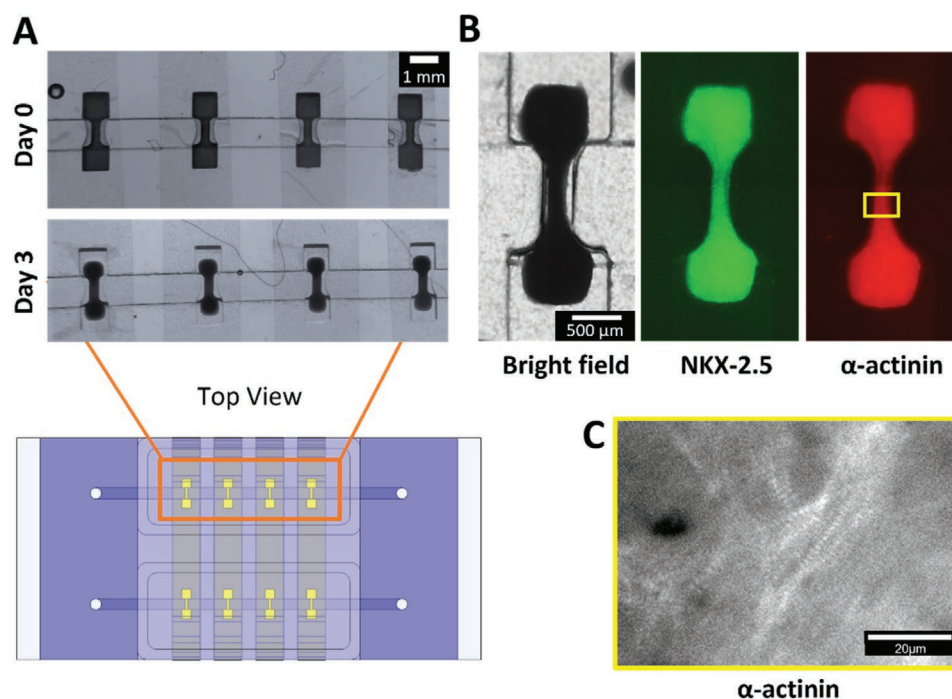 A
1 mm
Day 0
Day 3
Top View
B
500 µm
Bright field
NKX-2.5
α-actinin
C
20µm
α-actinin